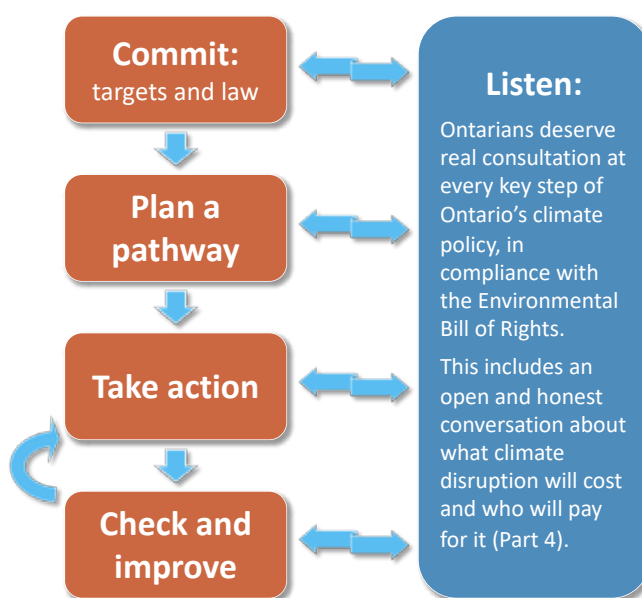 Commit:
targets and law
Plan a
pathway
Take action
Check and
improve
Listen:
Ontarians deserve
real consultation at
every key step of
Ontario’s climate
policy, in
compliance with
the Environmental
Bill of Rights.
This includes an
open and honest
conversation about
what climate
disruption will cost
and who will pay
for it (Part 4).